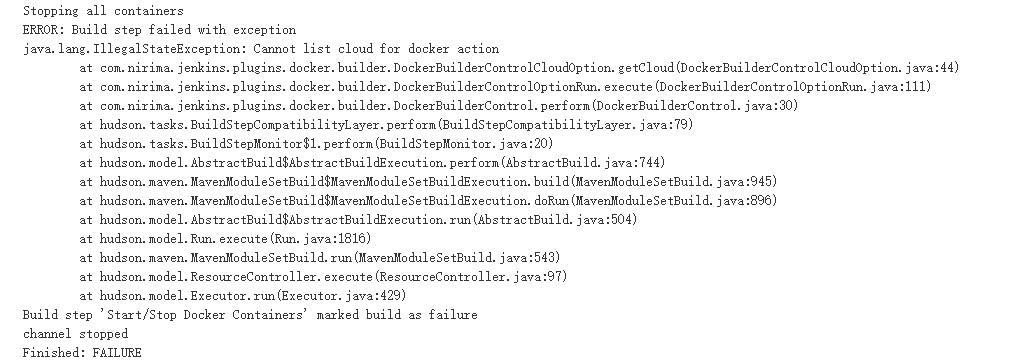 Stopping all containers
ERROR: Build step failed with exception
java.lang.IllegalStateException: Cannot list cloud for docker action
at com.nirima.jenkins.plugins.docker.builder.DockerBuilderControlCloudOption.getCloud(DockerBuilderControlCloudOption.java:44)
at com.nirima.jenkins.plugins.docker.builder.DockerBuilderControlOptionRun.execute(DockerBuilderControlOptionRun.java:111)
at com.nirima.jenkins.plugins.docker.builder.DockerBuilderControl.perform(DockerBuilderControl.java:30)
at hudson.tasks.BuildStepCompatibilityLayer.perform(BuildStepCompatibilityLayer.java:79)
at hudson.tasks.BuildStepMonitor$1.perform(BuildStepMonitor.java:20)
at hudson.model.AbstractBuild$AbstractBuildExecution.perform(AbstractBuild.java:744)
at hudson.maven.MavenModuleSetBuild$MavenModuleSetBuildExecution.build(MavenModuleSetBuild.java:945)
at hudson.maven.MavenModuleSetBuild$MavenModuleSetBuildExecution.doRun(MavenModuleSetBuild.java:896)
at hudson.model.AbstractBuild$AbstractBuildExecution.run(AbstractBuild.java:504)
at hudson.model.Run.execute(Run.java:1816)
at hudson.maven.MavenModuleSetBuild.run(MavenModuleSetBuild.java:543)
at hudson.model.ResourceController.execute(ResourceController.java:97)
at hudson.model.Executor.run(Executor.java:429)
Build step 'Start/Stop Docker Containers' marked build as failure
channel stopped
Finished: FAILURE